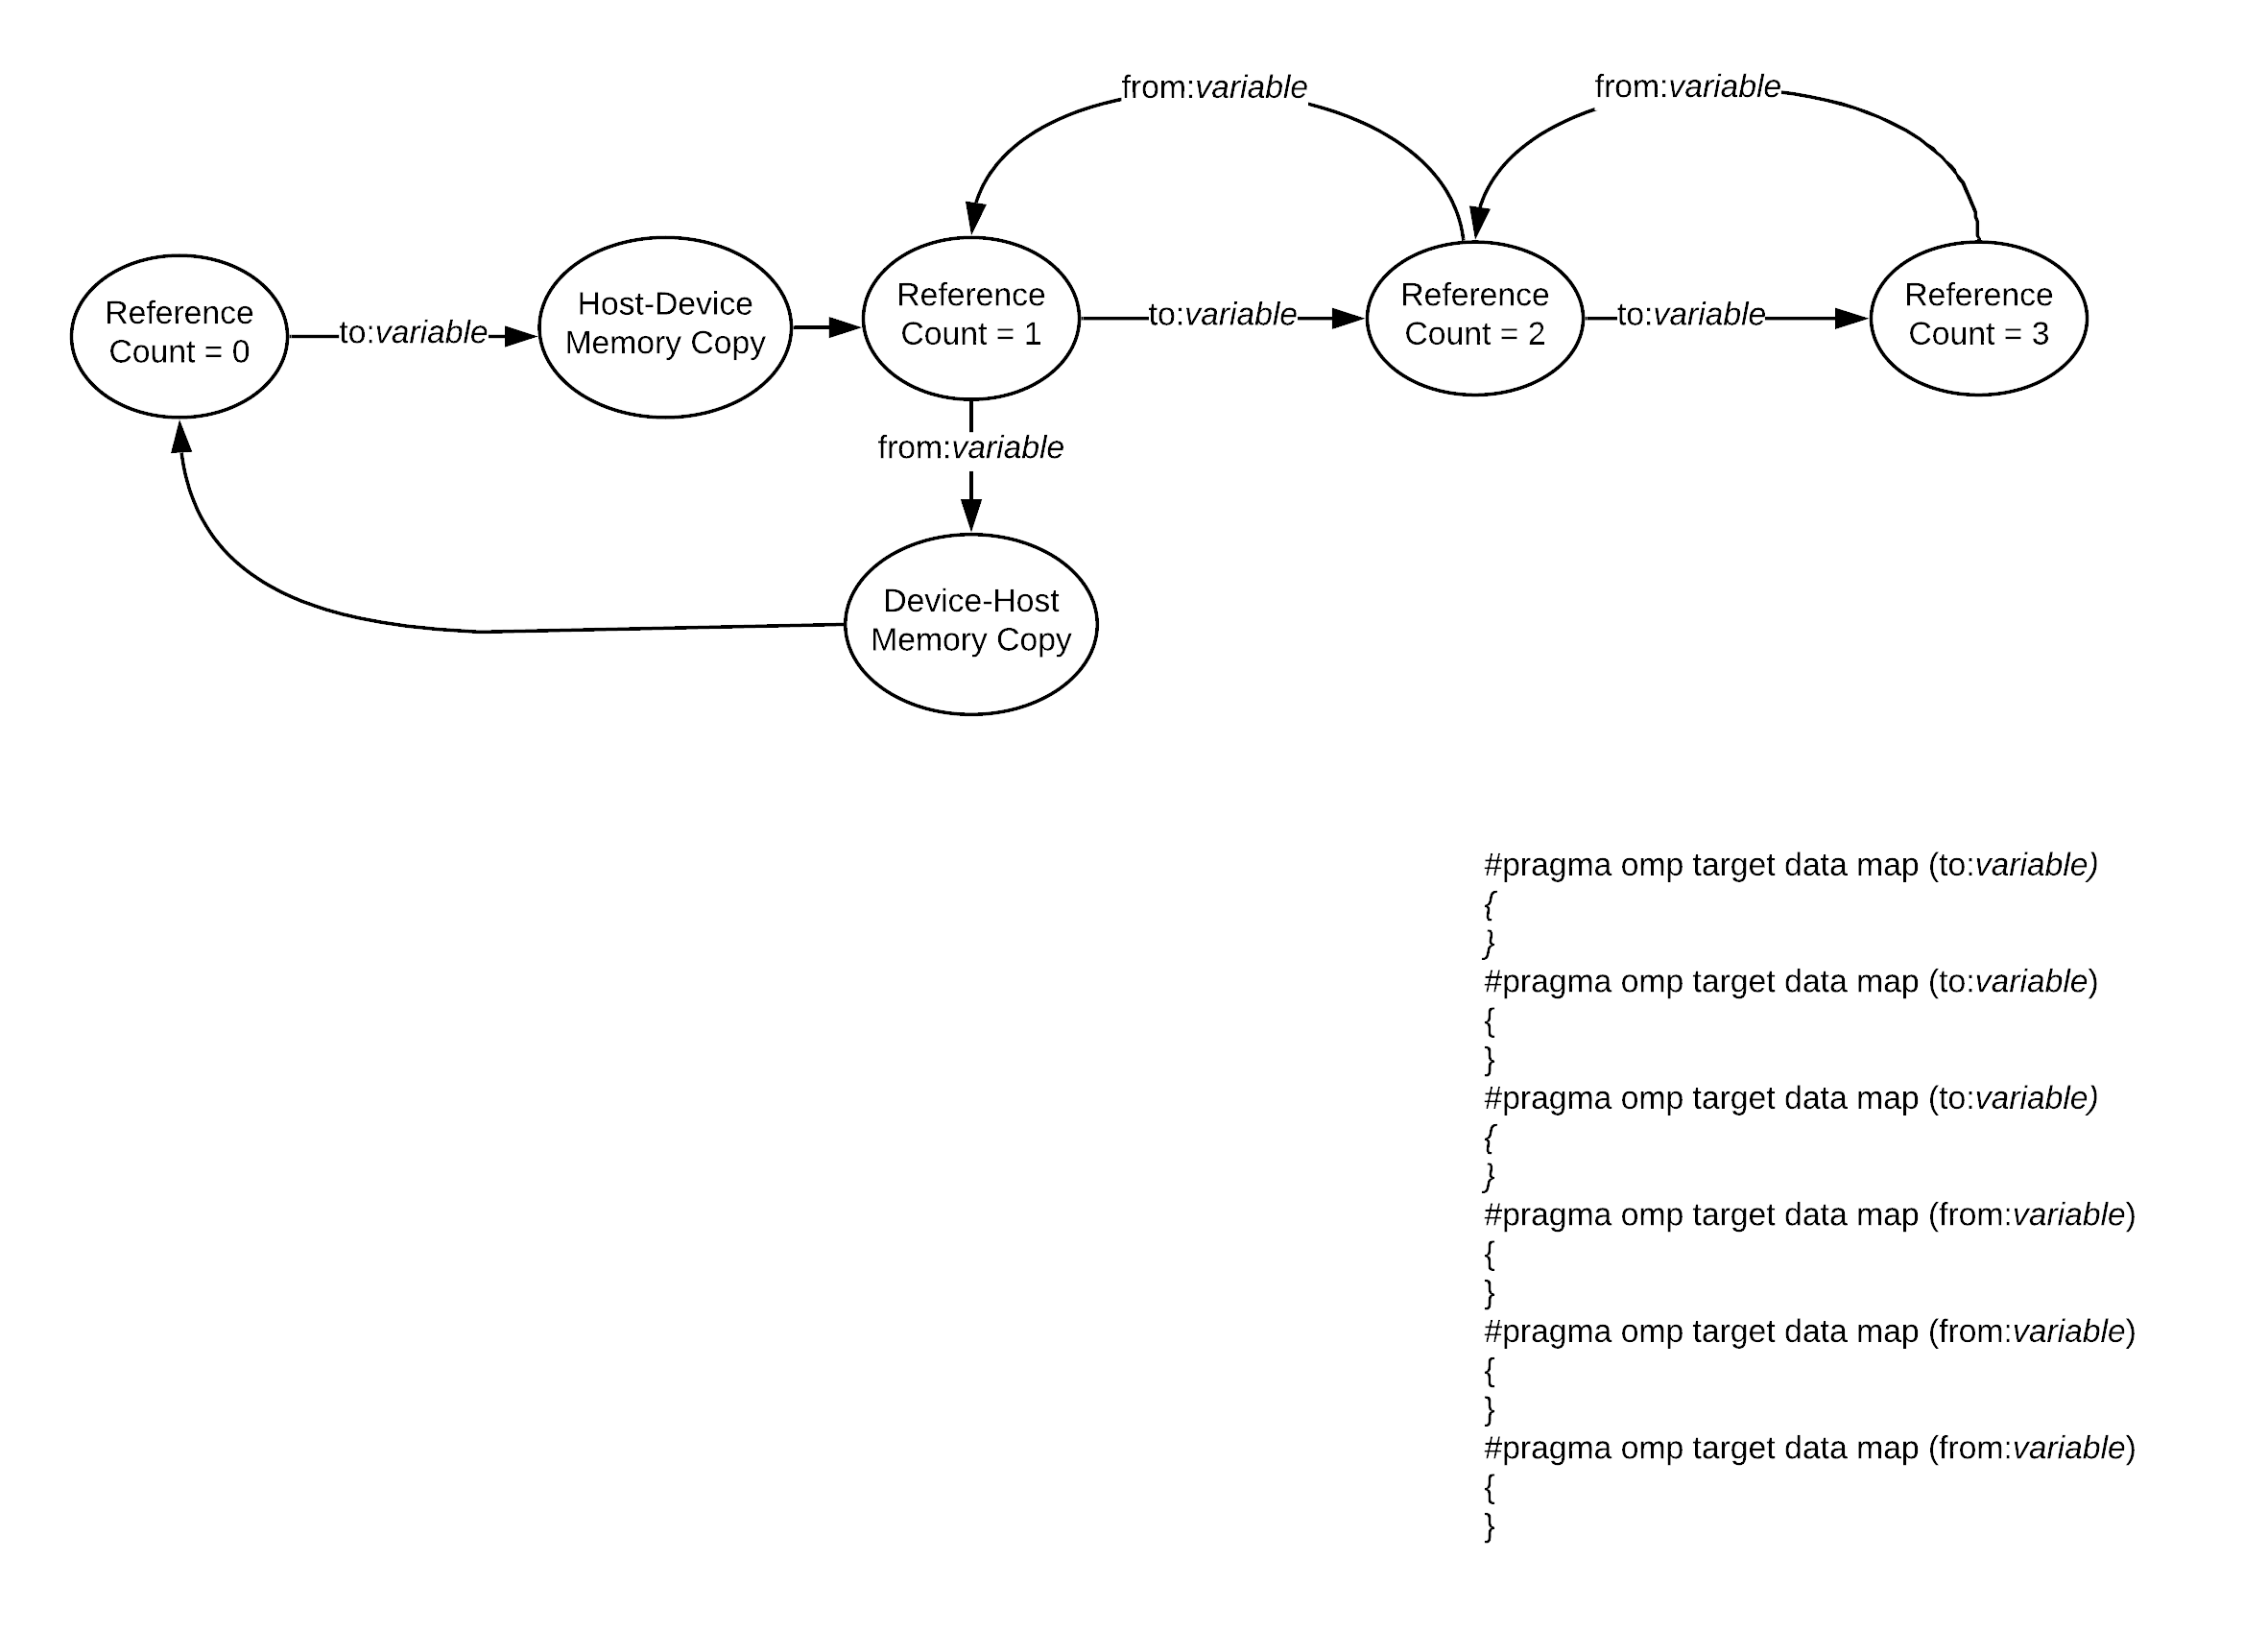 from:variable
from:variable
Reference
Count = 0
to:variable
Host-Device
Memory Copy
Reference
Count = 1
to:variable
Reference
Count = 2
to:variable
Reference
Count = 3
from:variable
Device-Host
Memory Copy
#pragma omp target data map (to:variable)
{
}
#pragma omp target data map (to:variable)
{
}
#pragma omp target data map (to:variable)
{
}
#pragma omp target data map (from:variable)
{
}
#pragma omp target data map (from:variable)
{
}
#pragma omp target data map (from:variable)
{
}